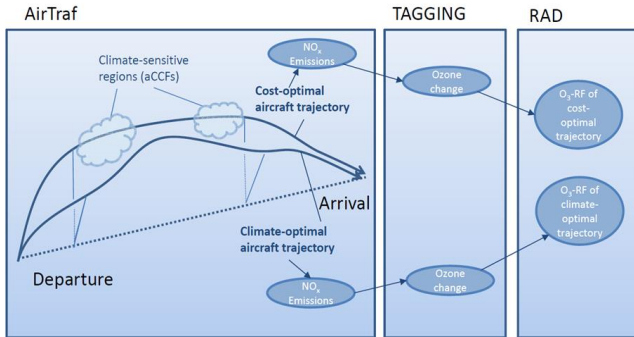 AirTraf
TAGGING
RAD
Climate-sensitive
regions (aCCFs)
NOx
Emissions
Cost-optimal
aircraft trajectory
Ozone
change
O3-RF of
cost-
optimal
trajectory
Arrival
Climate-optimal
aircraft trajectory
O3-RF of
climate-
optimal
trajectory
Departure
NOx
Emissions
Ozone
change